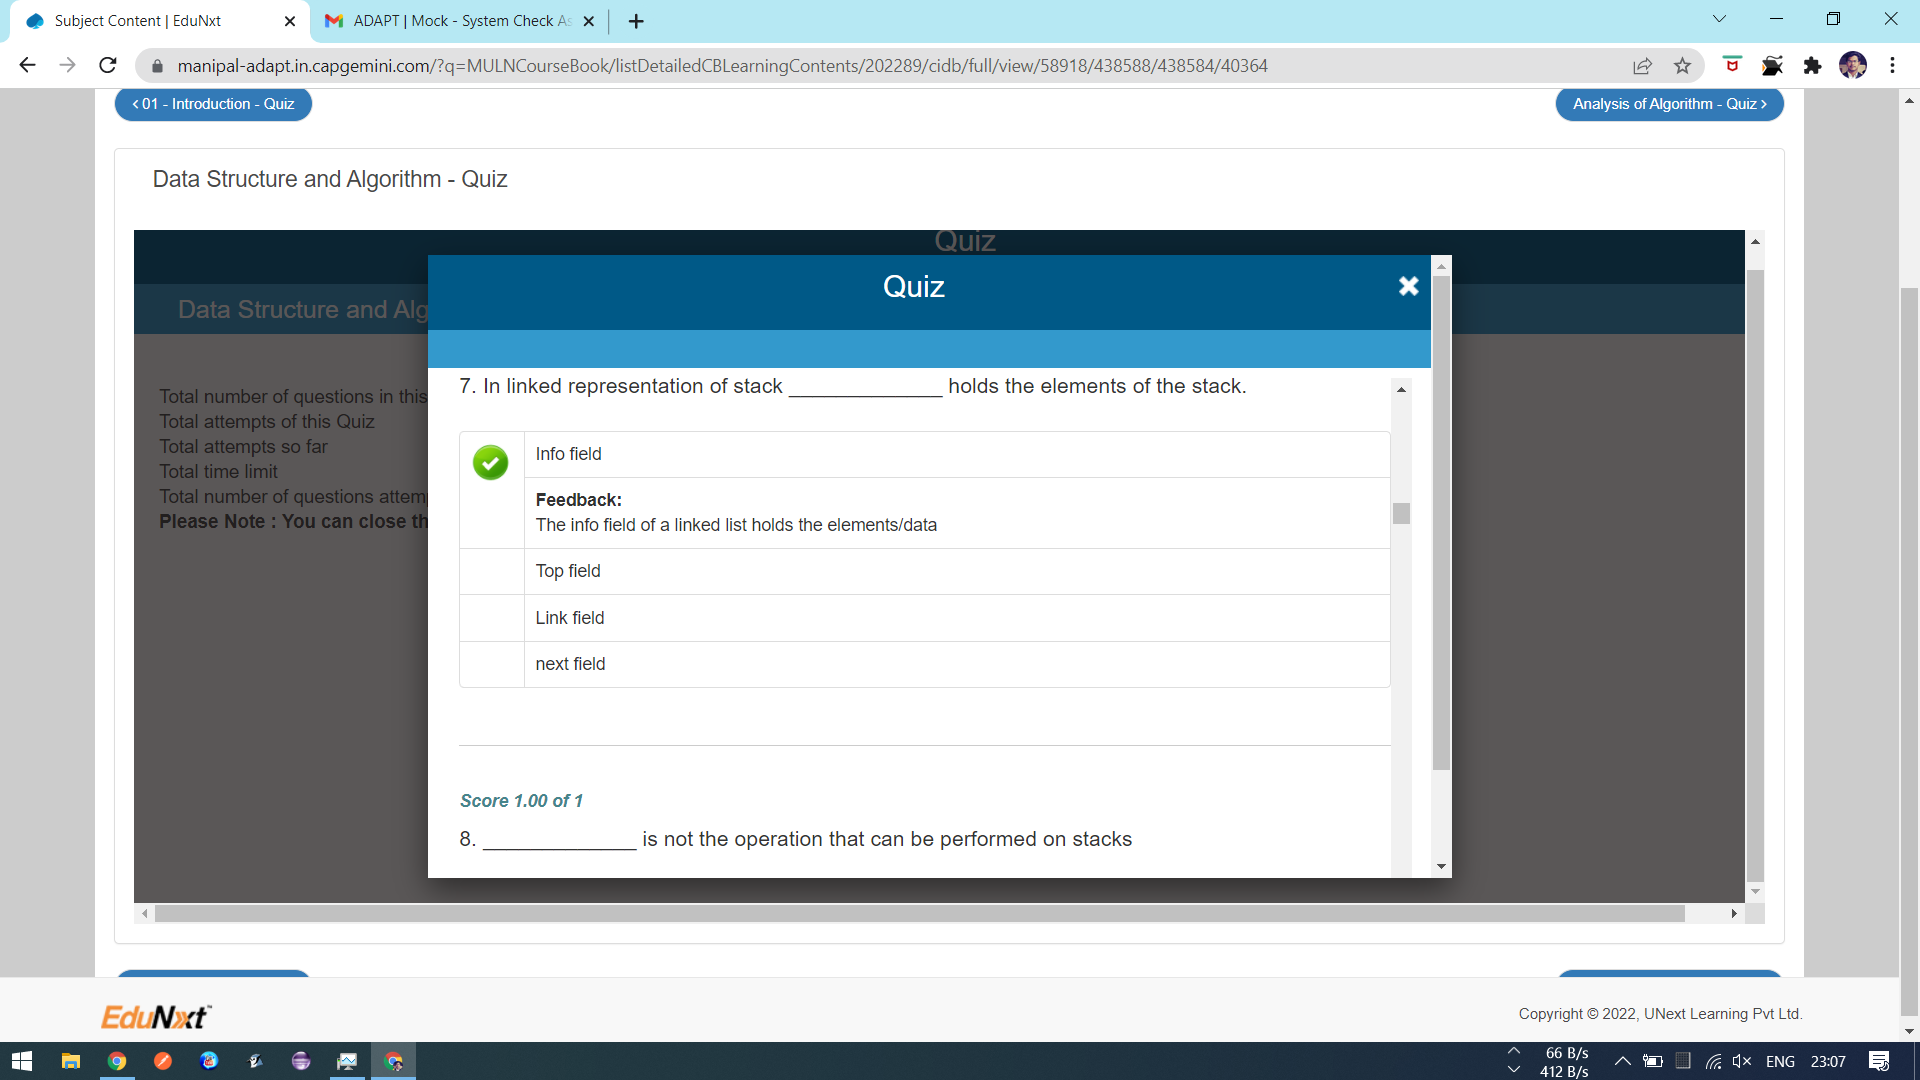 Subject Content | EduNxt
ADAPT | Mock - System Check As
manipal-adapt.in.capgemini.com/?q=MULNCourseBook/listDetailedCBLearningContents/202289/cidb/full/view/58918/438588/438584/40364
01 - Introduction - Quiz
Analysis of Algorithm - Quiz
Data Structure and Algorithm - Quiz
Quiz
Data Structure and Alg
Quiz
Total number of questions in this
Total attempts of this Quiz
Total attempts so far
Total time limit
Total number of questions attem
Please Note : You can close th
7. In linked representation of stack ______________ holds the elements of the stack.
Info field
Feedback:
The info field of a linked list holds the elements/data
Top field
Link field
next field
Score 1.00 of 1
8. ______________ is not the operation that can be performed on stacks
EduNxt™
Copyright © 2022, UNext Learning Pvt Ltd.
66 B/s
412 B/s
ENG
23:07